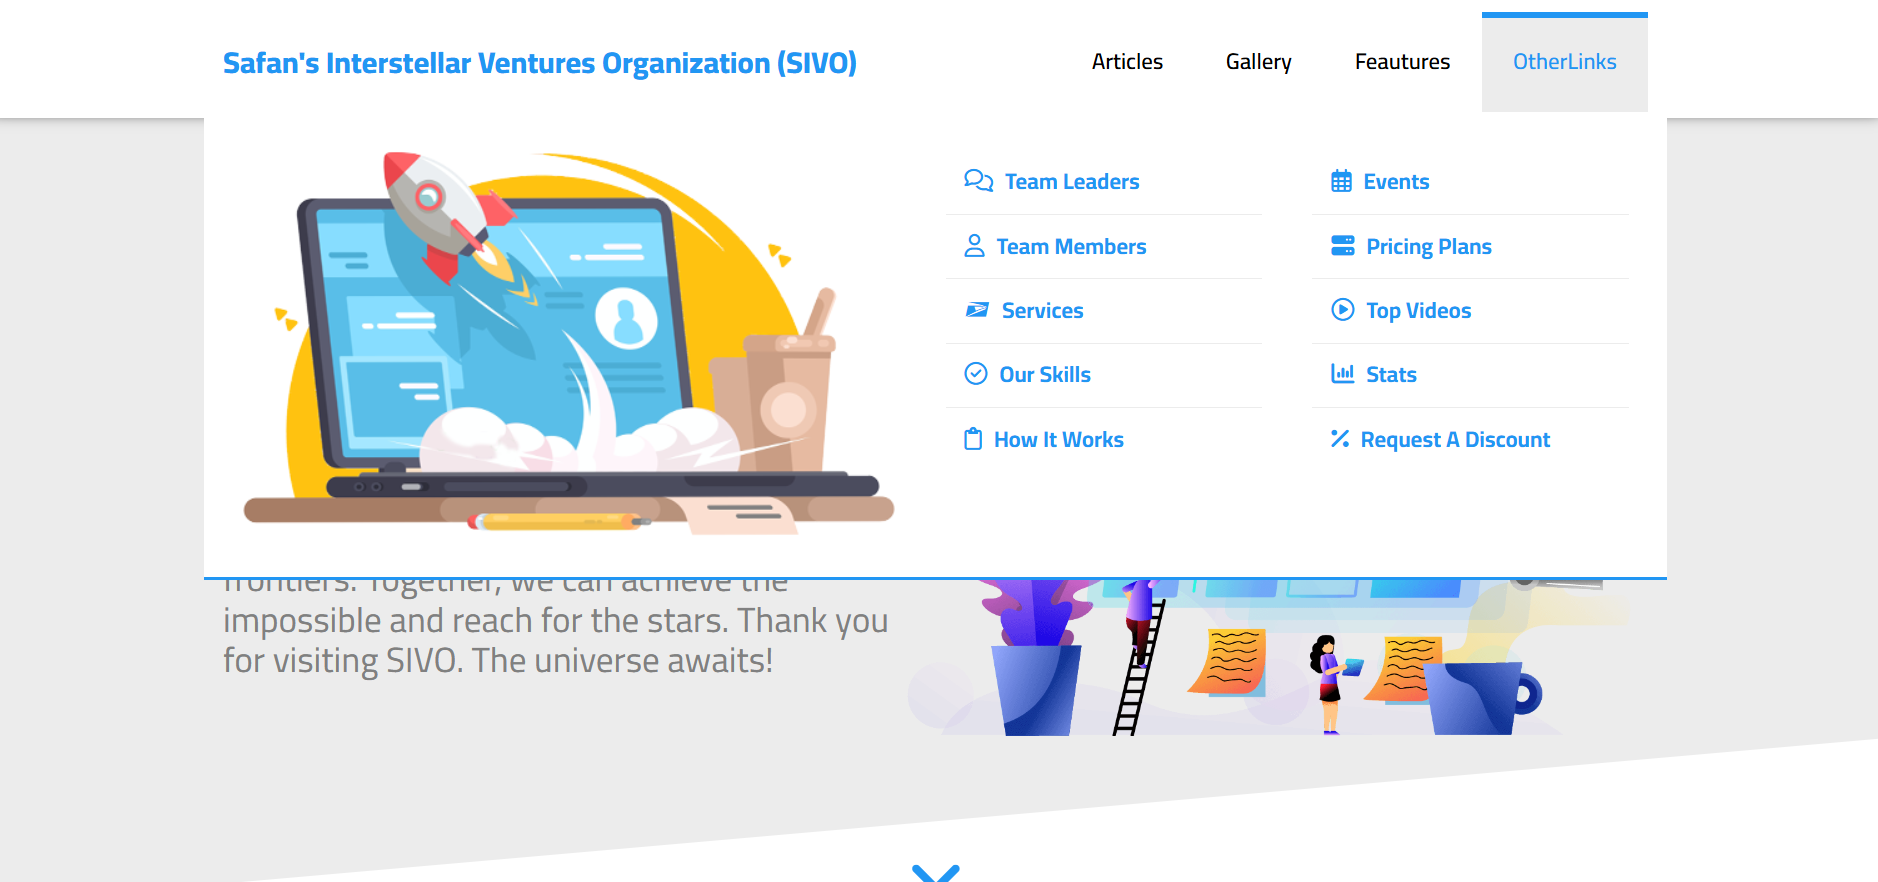 Safan's Interstellar Ventures Organization (SIVO)
Articles
Gallery
Feautures
OtherLinks
Team Leaders
Team Members
Services
Our Skills
How It Works
Events
Pricing Plans
Top Videos
Stats
Request A Discount
frontiers. Together, we can achieve the
impossible and reach for the stars. Thank you
for visiting SIVO. The universe awaits!